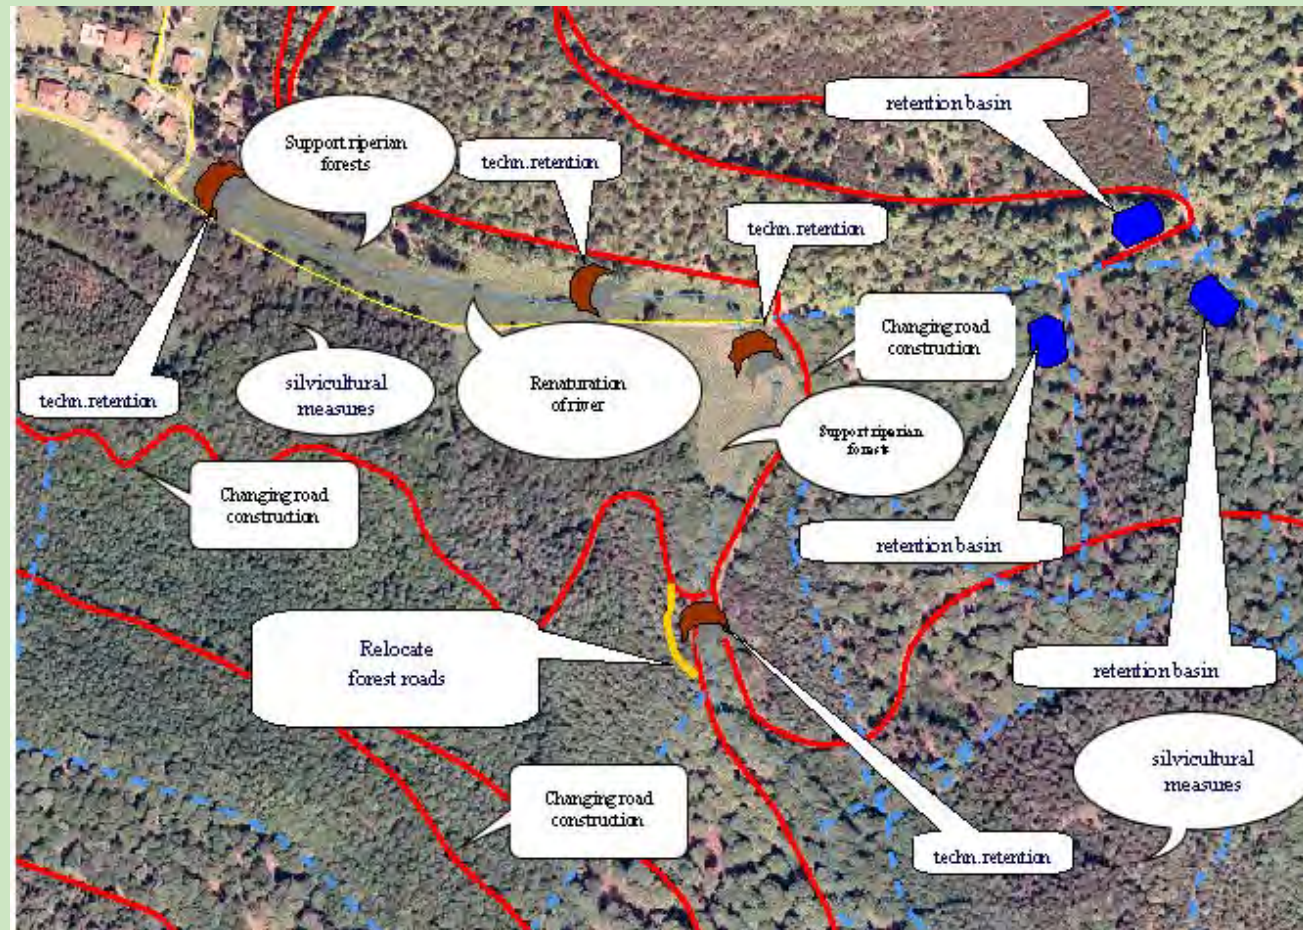 retention basin
Support riperian
forests
techn.retention
techn.retention
Changing road
construction
techn.retention
silvicultural
measures
Renaturation
of river
Support riperian
forests
Changing road
construction
retention basin
Relocate
forest roads
retention basin
silvicultural
measures
Changing road
construction
techn.retention